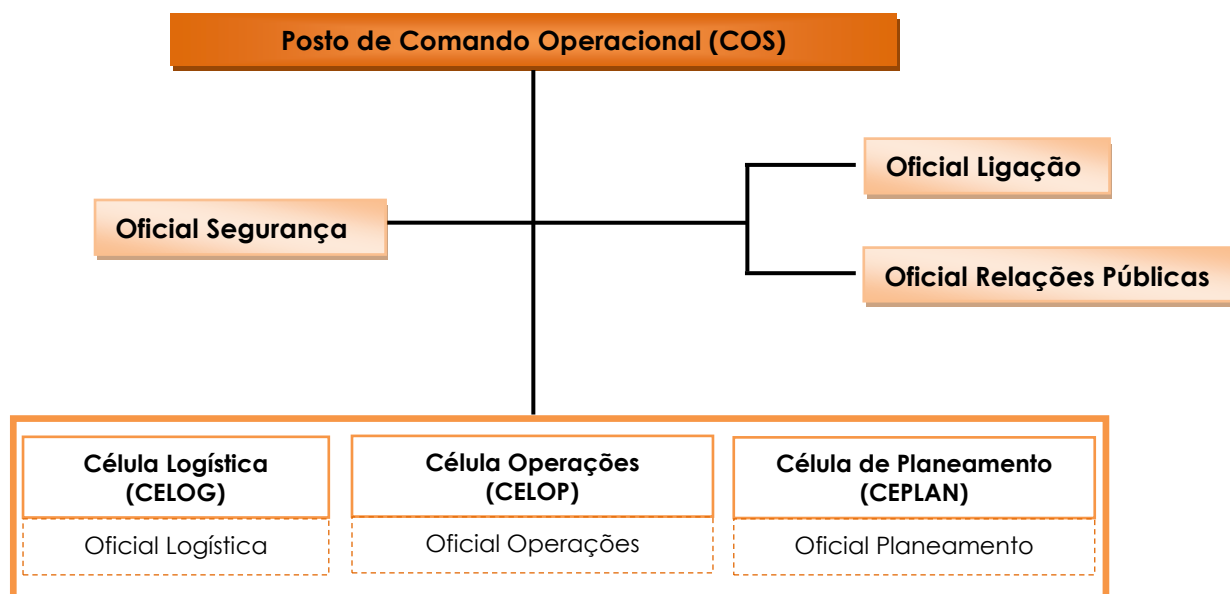 Posto de Comando Operacional (COS)
Oficial Ligação
Oficial Segurança
Oficial Relações Públicas
Célula Logística
(CELOG)
Oficial Logística
Célula Operações
(CELOP)
Oficial Operações
Célula de Planeamento
(CEPLAN)
Oficial Planeamento